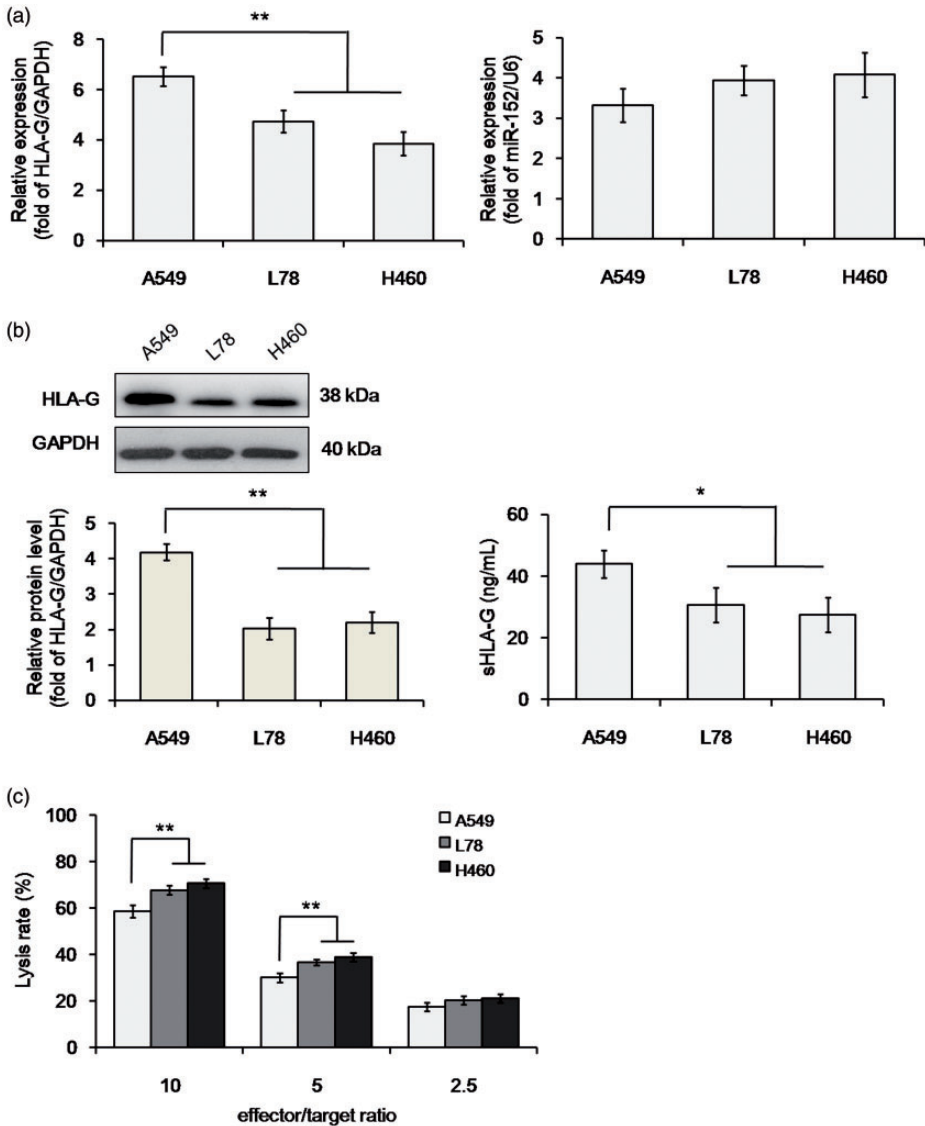 (a)
**
8
6
4
2
0
Relative expression
(fold of HLA-G/GAPDH)
A549 L78 H460
5
4
3
2
1
0
Relative expression
(fold of miR-152/U6)
A549 L78 H460
(b)
A549 L78 H460
HLA-G 38 kDa
GAPDH 40 kDa
**
5
4
3
2
1
0
Relative protein level
(fold of HLA-G/GAPDH)
A549 L78 H460
*
60
40
20
0
sHLA-G (ng/mL)
A549 L78 H460
(c)
100
80
60
40
20
0
Lysis rate (%)
**
**
A549
L78
H460
10 5 2.5
effector/target ratio